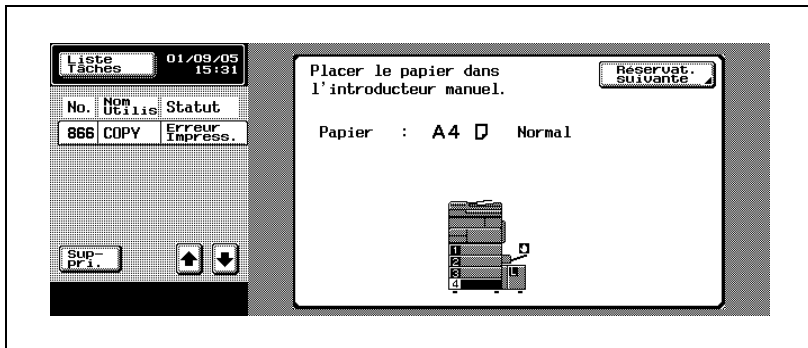 Liste
Tâches
01/09/05
15:31
No. Nom
Utilis Statut
866 COPY Erreur
Impress.
Sup-
pri.
Placer le papier dans
l'introducteur manuel.
Réservat.
suivante
Papier : A4 Normal
1
2
3
4
L